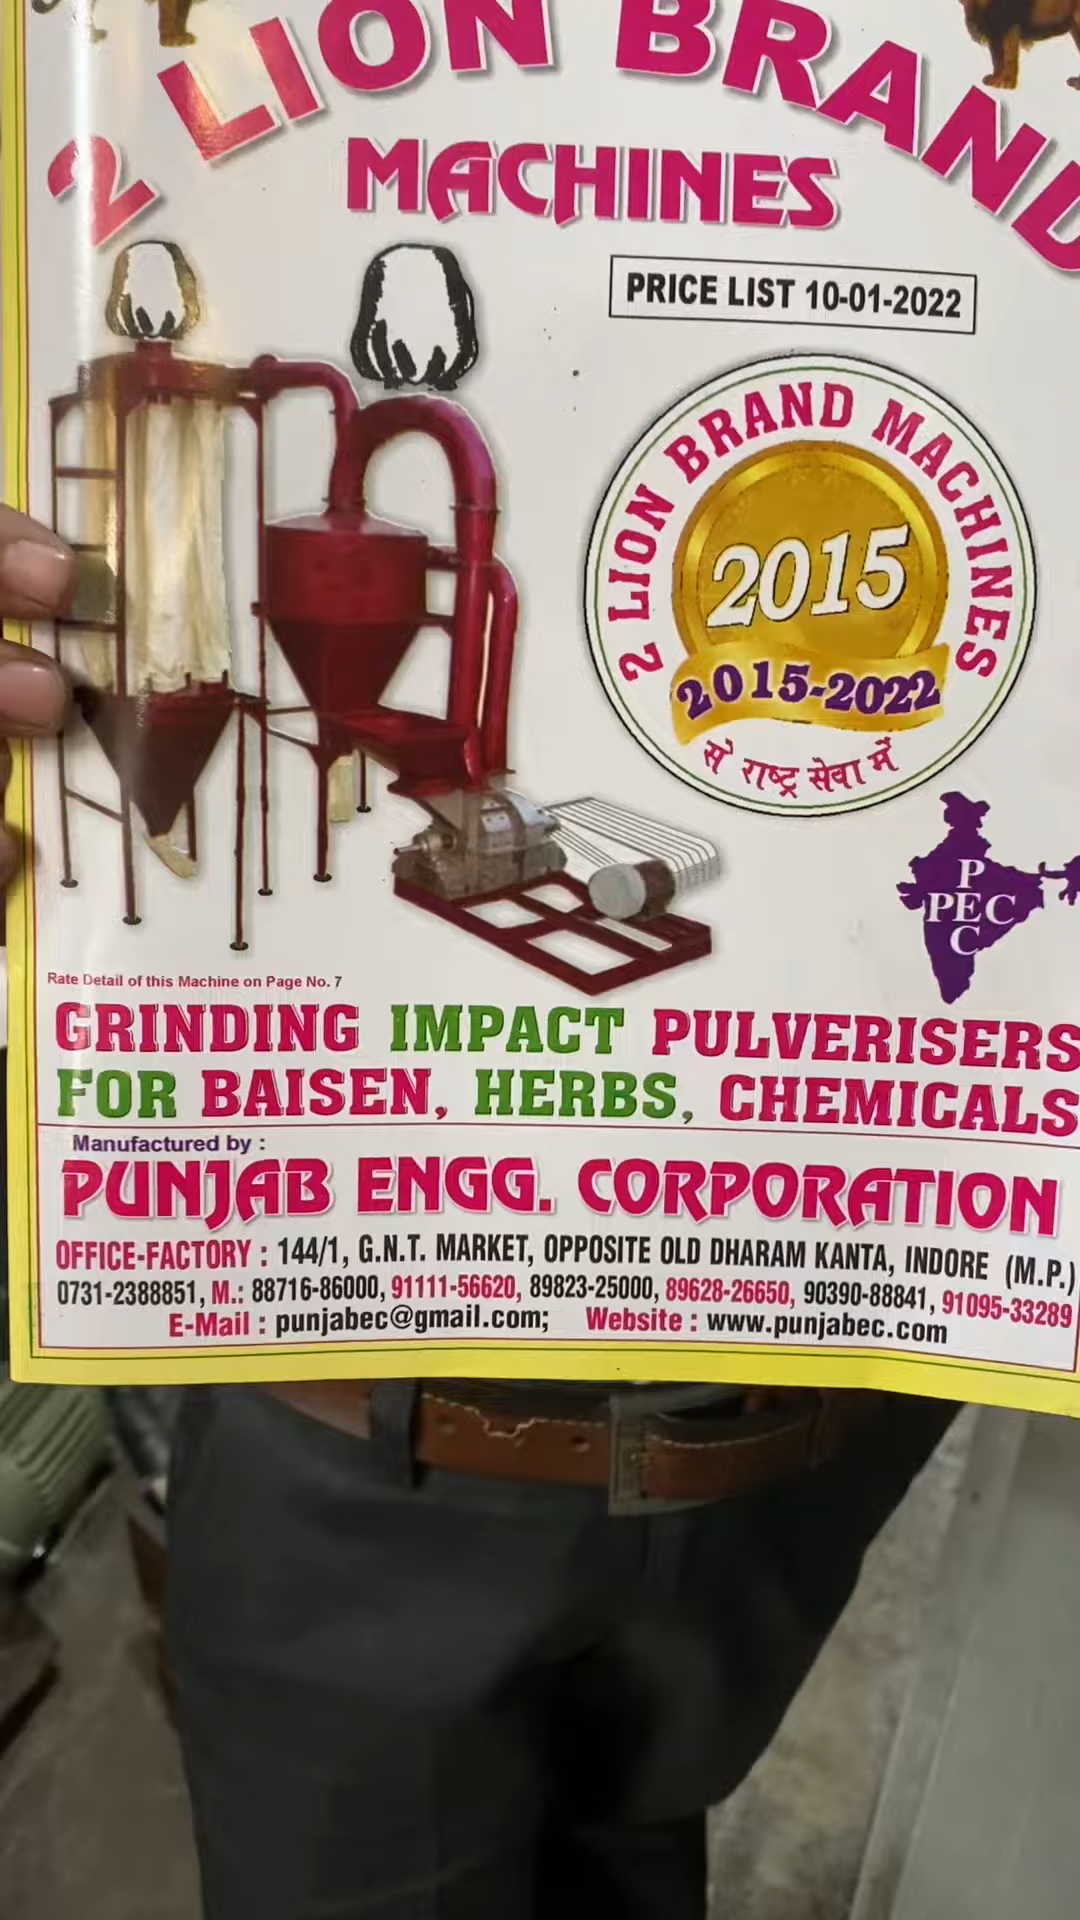 2 LION BRAND
MACHINES
PRICE LIST 10-01-2022
2 LION BRAND MACHINES
2015
2015-2022
से राष्ट्र सेवा में
P
PEC
C
Rate Detail of this Machine on Page No. 7
GRINDING IMPACT PULVERISERS
FOR BAISEN, HERBS, CHEMICALS
Manufactured by :
PUNJAB ENGG. CORPORATION
OFFICE-FACTORY : 144/1, G.N.T. MARKET, OPPOSITE OLD DHARAM KANTA, INDORE (M.P.)
0731-2388851, M.: 88716-86000, 91111-56620, 89823-25000, 89628-26650, 90390-88841, 91095-33289
E-Mail : punjabec@gmail.com; Website : www.punjabec.com